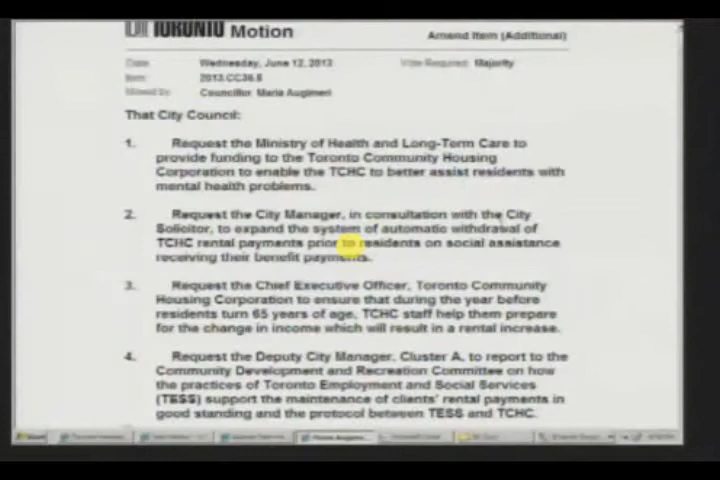 TORONTO Motion
Amend Item (Additional)
Date: Wednesday, June 12, 2013 Vote Required: Majority
Item: 2013.CC36.8
Moved by: Councillor Maria Augimeri
That City Council:
1. Request the Ministry of Health and Long-Term Care to
provide funding to the Toronto Community Housing
Corporation to enable the TCHC to better assist residents with
mental health problems.
2. Request the City Manager, in consultation with the City
Solicitor, to expand the system of automatic withdrawal of
TCHC rental payments prior to residents on social assistance
receiving their benefit payments.
3. Request the Chief Executive Officer, Toronto Community
Housing Corporation to ensure that during the year before
residents turn 65 years of age, TCHC staff help them prepare
for the change in income which will result in a rental increase.
4. Request the Deputy City Manager, Cluster A, to report to the
Community Development and Recreation Committee on how
the practices of Toronto Employment and Social Services
(TESS) support the maintenance of clients' rental payments in
good standing and the protocol between TESS and TCHC.